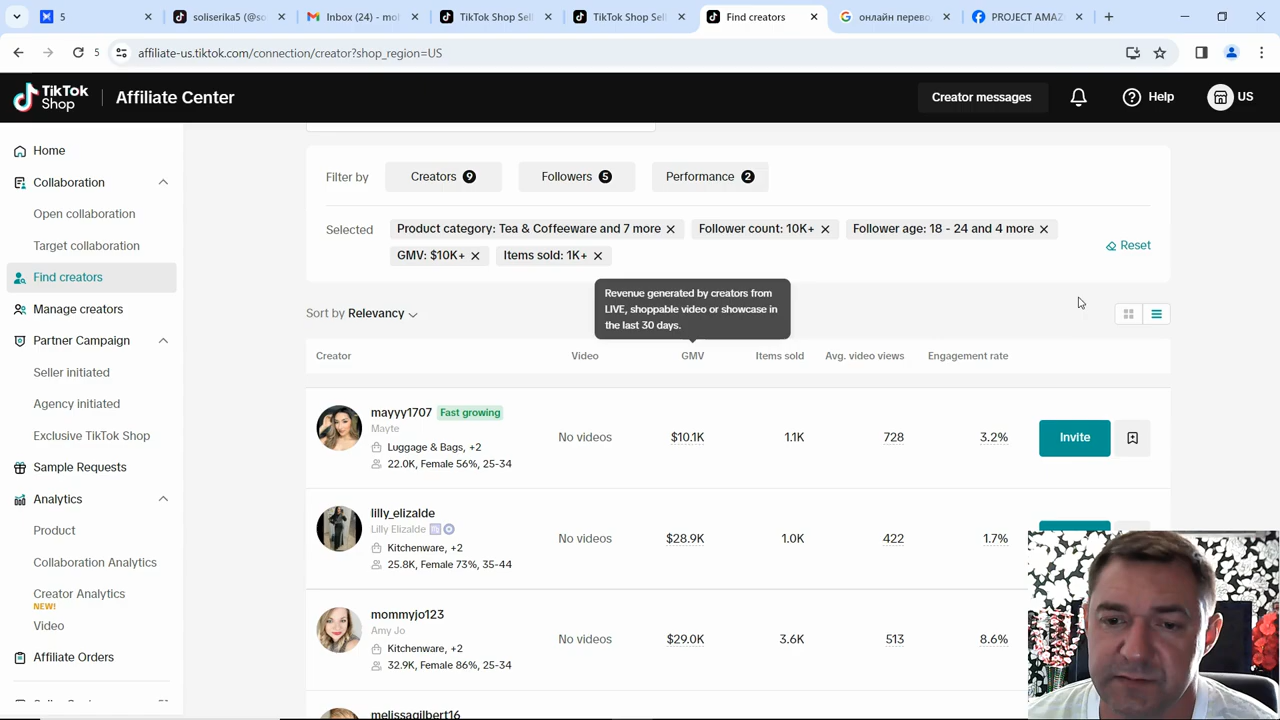 5
soliserika5 (@so
Inbox (24) - mol
TikTok Shop Sell
TikTok Shop Sell
Find creators
онлайн перево
PROJECT AMAZ
5
affiliate-us.tiktok.com/connection/creator?shop_region=US
TikTok
Shop
Affiliate Center
Creator messages
Help
US
Home
Collaboration
Open collaboration
Target collaboration
Find creators
Manage creators
Partner Campaign
Seller initiated
Agency initiated
Exclusive TikTok Shop
Sample Requests
Analytics
Product
Collaboration Analytics
Creator Analytics
NEW!
Video
Affiliate Orders
Filter by
Creators 9
Followers 5
Performance 2
Selected
Product category: Tea & Coffeeware and 7 more
Follower count: 10K+
Follower age: 18 - 24 and 4 more
GMV: $10K+
Items sold: 1K+
Reset
Revenue generated by creators from
LIVE, shoppable video or showcase in
the last 30 days.
Sort by Relevancy
Creator Video GMV Items sold Avg. video views Engagement rate
mayyy1707 Fast growing
Mayte
Luggage & Bags, +2
22.0K, Female 56%, 25-34
No videos $10.1K 1.1K 728 3.2% Invite
lilly_elizalde
Lilly Elizalde
Kitchenware, +2
25.8K, Female 73%, 35-44
No videos $28.9K 1.0K 422 1.7%
mommyjo123
Amy Jo
Kitchenware, +2
32.9K, Female 86%, 25-34
No videos $29.0K 3.6K 513 8.6%
melissagilbert16